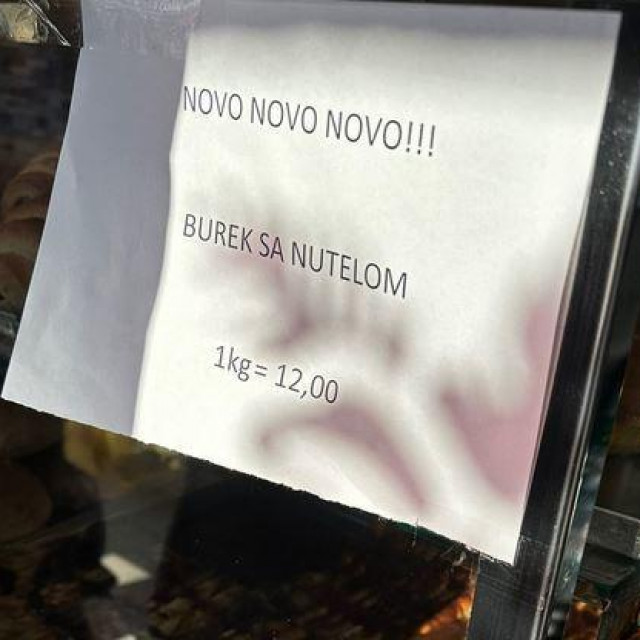 NOVO NOVO NOVO!!!
BUREK SA NUTELOM
1kg= 12,00